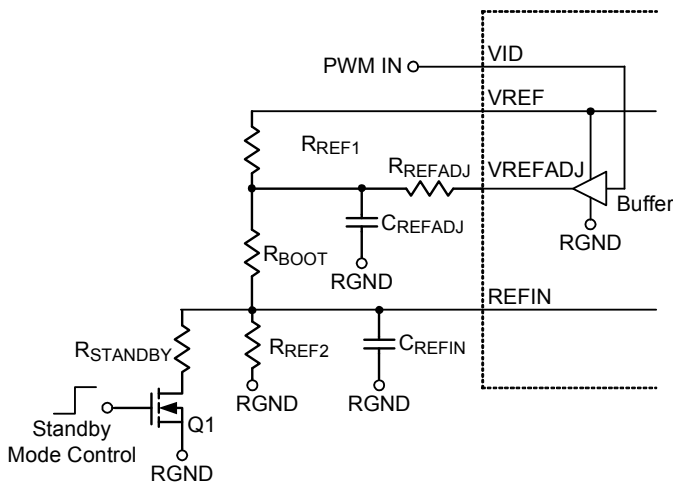 PWM IN
VID
VREF
RREF1
RREFADJ
VREFADJ
Buffer
CREFADJ
RGND
RGND
RBOOT
REFIN
RSTANDBY
RREF2
CREFIN
RGND
RGND
Q1
Standby
Mode Control
RGND